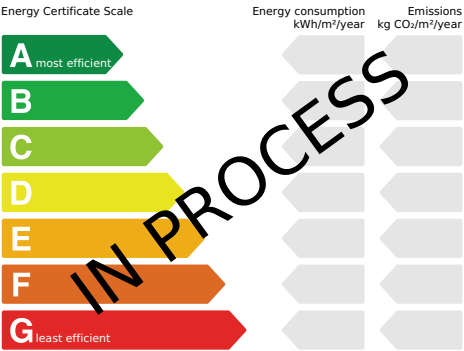 Energy Certificate Scale
Energy consumption
kWh/m²/year
Emissions
kg CO₂/m²/year
A most efficient
B
C
D
E
F
G least efficient
IN PROCESS